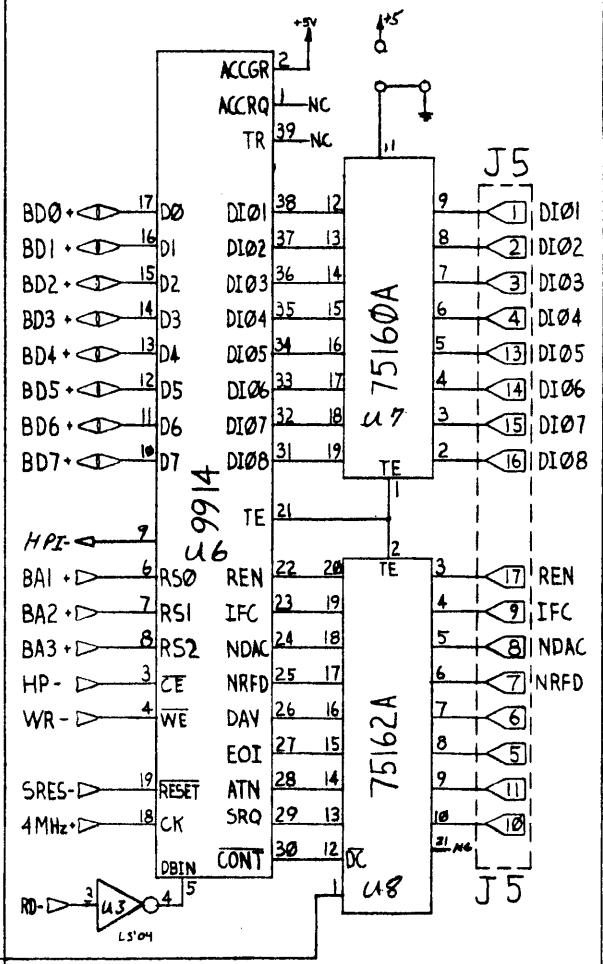 +5V +5
ACCGR 2
ACCRQ 1 NC
TR 39 NC
11
J5
BD0+ 17 D0 DIO1 38 12 9 1 DIO1
BD1+ 16 D1 DIO2 37 13 8 2 DIO2
BD2+ 15 D2 DIO3 36 14 7 3 DIO3
BD3+ 14 D3 DIO4 35 15 6 4 DIO4
BD4+ 13 D4 DIO5 34 16 5 13 DIO5
BD5+ 12 D5 DIO6 33 17 4 14 DIO6
BD6+ 11 D6 DIO7 32 18 3 15 DIO7
BD7+ 10 D7 DIO8 31 19 2 16 DIO8
75160A
U7
TE
1
9914
U6
TE 21
HPI- 9
2
TE
BA1+ 6 RS0 REN 22 20 3 17 REN
BA2+ 7 RS1 IFC 23 19 4 9 IFC
BA3+ 8 RS2 NDAC 24 18 5 8 NDAC
HP- 3 CE NRFD 25 17 6 7 NRFD
WR- 4 WE DAV 26 16 7 6
EOI 27 15 8 5
SRES- 19 RESET ATN 28 14 9 11
4MHz+ 18 CK SRQ 29 13 10 10
21 NC
CONT 30 12 DC
75162A
U8
1
J5
DBIN
5
RD- 3 U3 4
LS'04